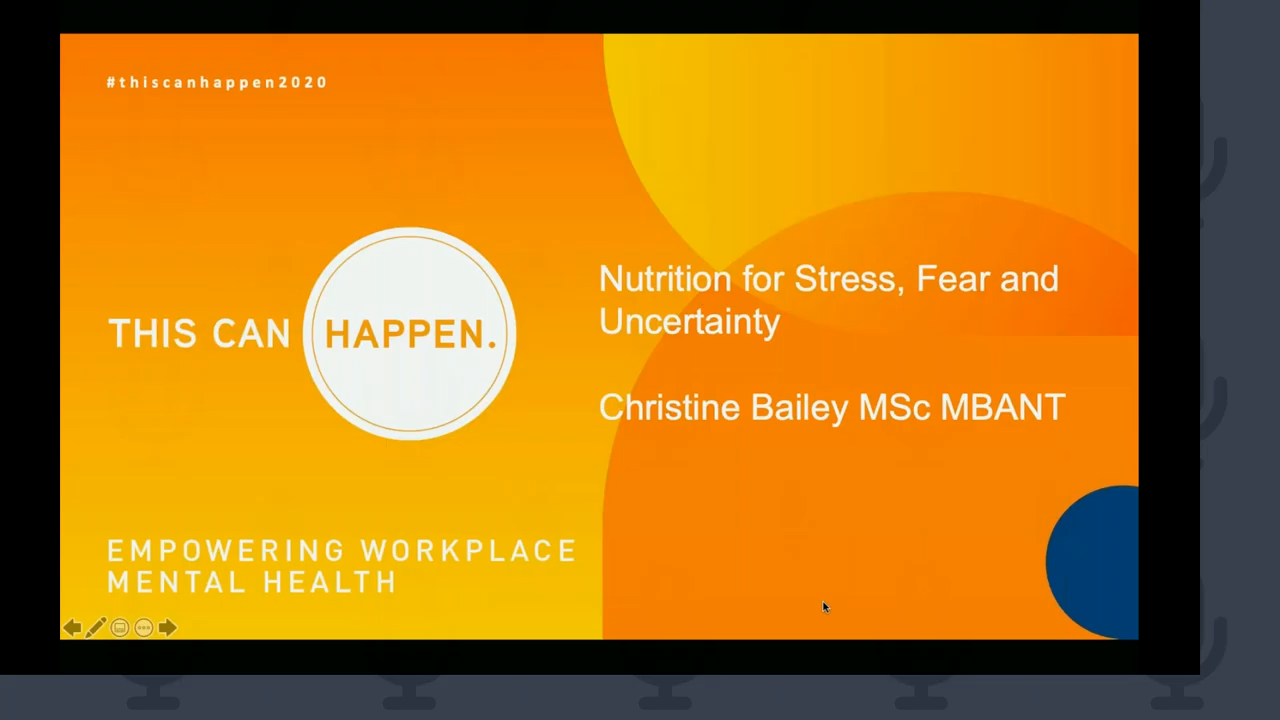 #thiscanhappen2020
THIS CAN HAPPEN.
Nutrition for Stress, Fear and
Uncertainty
Christine Bailey MSc MBANT
EMPOWERING WORKPLACE
MENTAL HEALTH